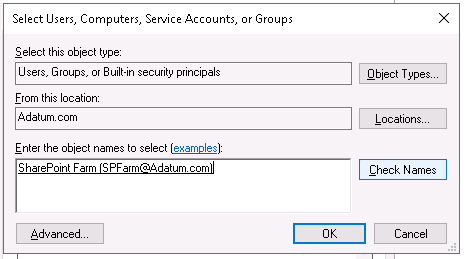 Select Users, Computers, Service Accounts, or Groups
Select this object type:
Users, Groups, or Built-in security principals
Object Types...
From this location:
Adatum.com
Locations...
Enter the object names to select (examples):
SharePoint Farm (SPFarm@Adatum.com)
Check Names
Advanced...
OK
Cancel